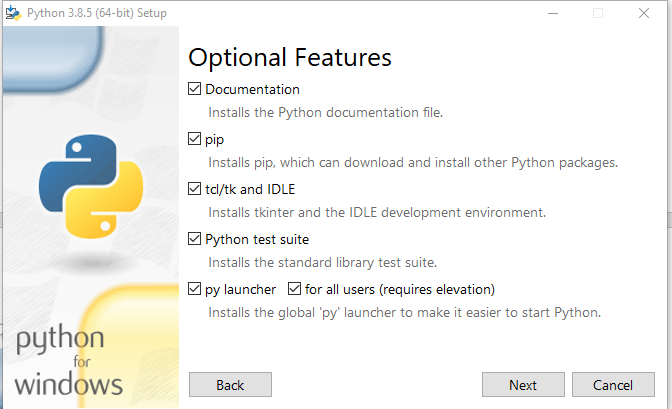 Python 3.8.5 (64-bit) Setup
Optional Features
Documentation
Installs the Python documentation file.
pip
Installs pip, which can download and install other Python packages.
tcl/tk and IDLE
Installs tkinter and the IDLE development environment.
Python test suite
Installs the standard library test suite.
py launcher for all users (requires elevation)
Installs the global 'py' launcher to make it easier to start Python.
python
for
windows
Back Next Cancel